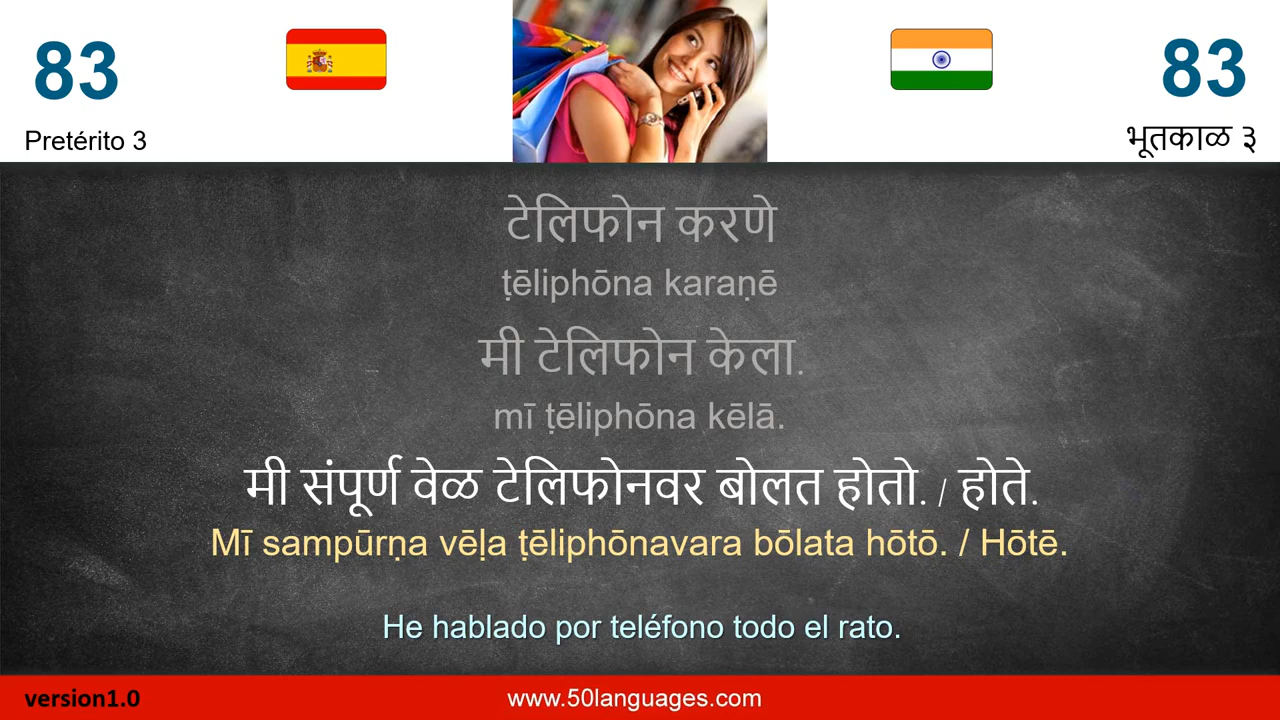 83
83
Pretérito 3
भूतकाळ ३
टेलिफोन करणे
ṭēliphōna karaṇē
मी टेलिफोन केला.
mī ṭēliphōna kēlā.
मी संपूर्ण वेळ टेलिफोनवर बोलत होतो. / होते.
Mī sampūrṇa vēḷa ṭēliphōnavara bōlata hōtō. / Hōtē.
He hablado por teléfono todo el rato.
version1.0
www.50languages.com